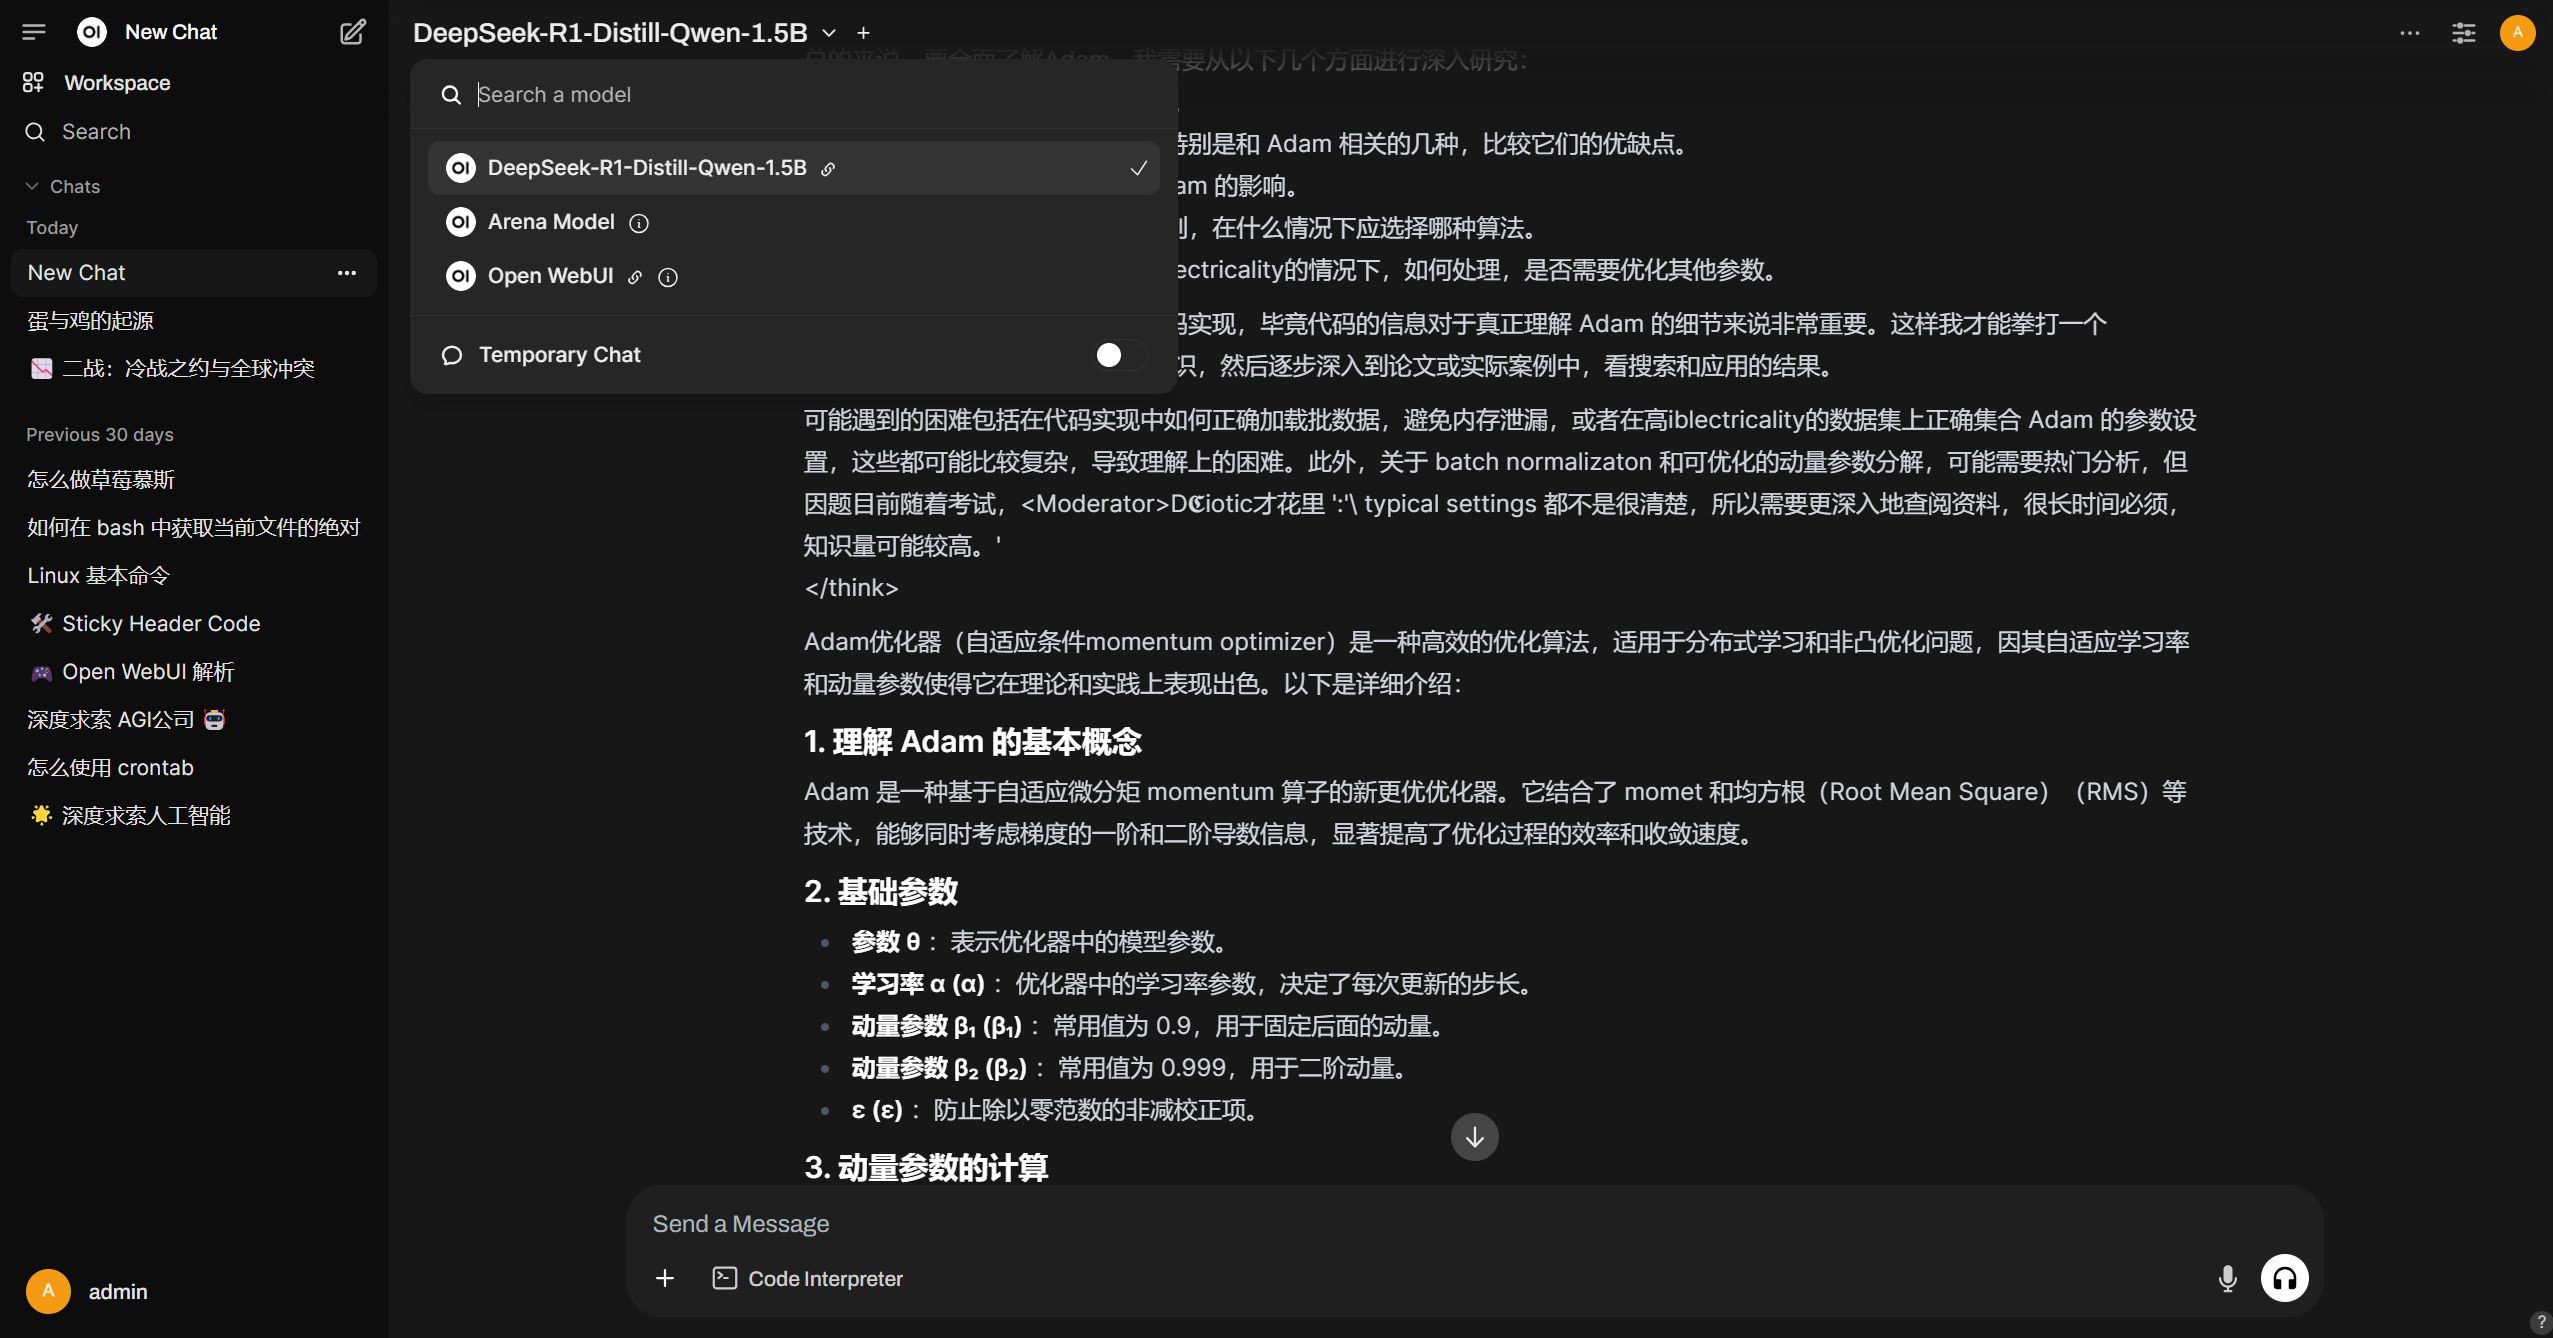 New Chat
Workspace
Search
Chats
Today
New Chat
蛋与鸡的起源
二战：冷战之约与全球冲突
Previous 30 days
怎么做草莓慕斯
如何在 bash 中获取当前文件的绝对
Linux 基本命令
Sticky Header Code
Open WebUI 解析
深度求索 AGI公司
怎么使用 crontab
深度求索人工智能
A
admin
DeepSeek-R1-Distill-Qwen-1.5B
A
Search a model
DeepSeek-R1-Distill-Qwen-1.5B
Arena Model
Open WebUI
Temporary Chat
总的来说，要全面了解Adam，我需要从以下几个方面进行深入研究：
特别是和 Adam 相关的几种，比较它们的优缺点。
am 的影响。
，在什么情况下应选择哪种算法。
ectricality的情况下，如何处理，是否需要优化其他参数。
码实现，毕竟代码的信息对于真正理解 Adam 的细节来说非常重要。这样我才能拳打一个
识，然后逐步深入到论文或实际案例中，看搜索和应用的结果。
可能遇到的困难包括在代码实现中如何正确加载批数据，避免内存泄漏，或者在高iblectricality的数据集上正确集合 Adam 的参数设
置，这些都可能比较复杂，导致理解上的困难。此外，关于 batch normalizaton 和可优化的动量参数分解，可能需要热门分析，但
因题目前随着考试，<Moderator>Dℭiotic才花里 ':'\ typical settings 都不是很清楚，所以需要更深入地查阅资料，很长时间必须，
知识量可能较高。'
</think>
Adam优化器（自适应条件momentum optimizer）是一种高效的优化算法，适用于分布式学习和非凸优化问题，因其自适应学习率
和动量参数使得它在理论和实践上表现出色。以下是详细介绍：
1. 理解 Adam 的基本概念
Adam 是一种基于自适应微分矩 momentum 算子的新更优优化器。它结合了 momet 和均方根（Root Mean Square）（RMS）等
技术，能够同时考虑梯度的一阶和二阶导数信息，显著提高了优化过程的效率和收敛速度。
2. 基础参数
参数 θ： 表示优化器中的模型参数。
学习率 α (α)： 优化器中的学习率参数，决定了每次更新的步长。
动量参数 β₁ (β₁)： 常用值为 0.9，用于固定后面的动量。
动量参数 β₂ (β₂)： 常用值为 0.999，用于二阶动量。
ε (ε)： 防止除以零范数的非减校正项。
3. 动量参数的计算
Send a Message
Code Interpreter
?